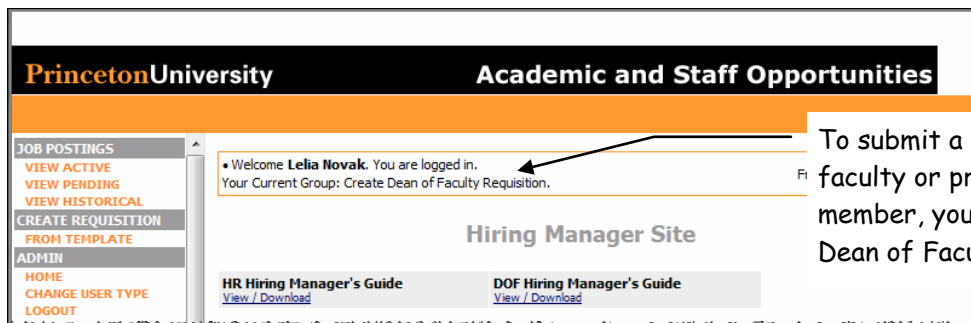 PrincetonUniversity Academic and Staff Opportunities
JOB POSTINGS
VIEW ACTIVE
VIEW PENDING
VIEW HISTORICAL
CREATE REQUISITION
FROM TEMPLATE
ADMIN
HOME
CHANGE USER TYPE
LOGOUT
• Welcome Lelia Novak. You are logged in.
Your Current Group: Create Dean of Faculty Requisition.
Hiring Manager Site
HR Hiring Manager's Guide
View / Download
DOF Hiring Manager's Guide
View / Download
To submit a
faculty or
member, you
Dean of